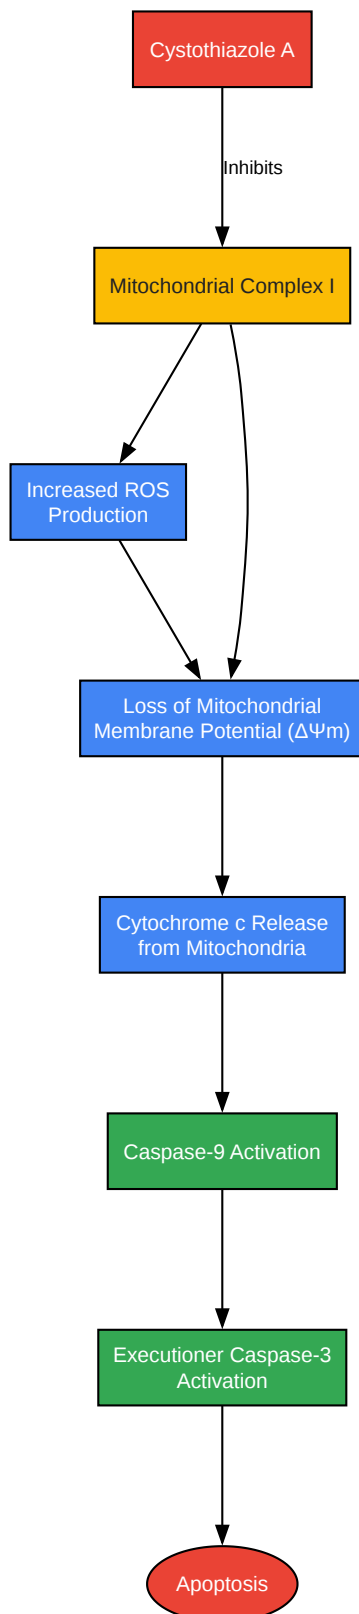 Cystothiazole A
Inhibits
Mitochondrial Complex I
Increased ROS
Production
Loss of Mitochondrial
Membrane Potential (ΔΨm)
Cytochrome c Release
from Mitochondria
Caspase-9 Activation
Executioner Caspase-3
Activation
Apoptosis